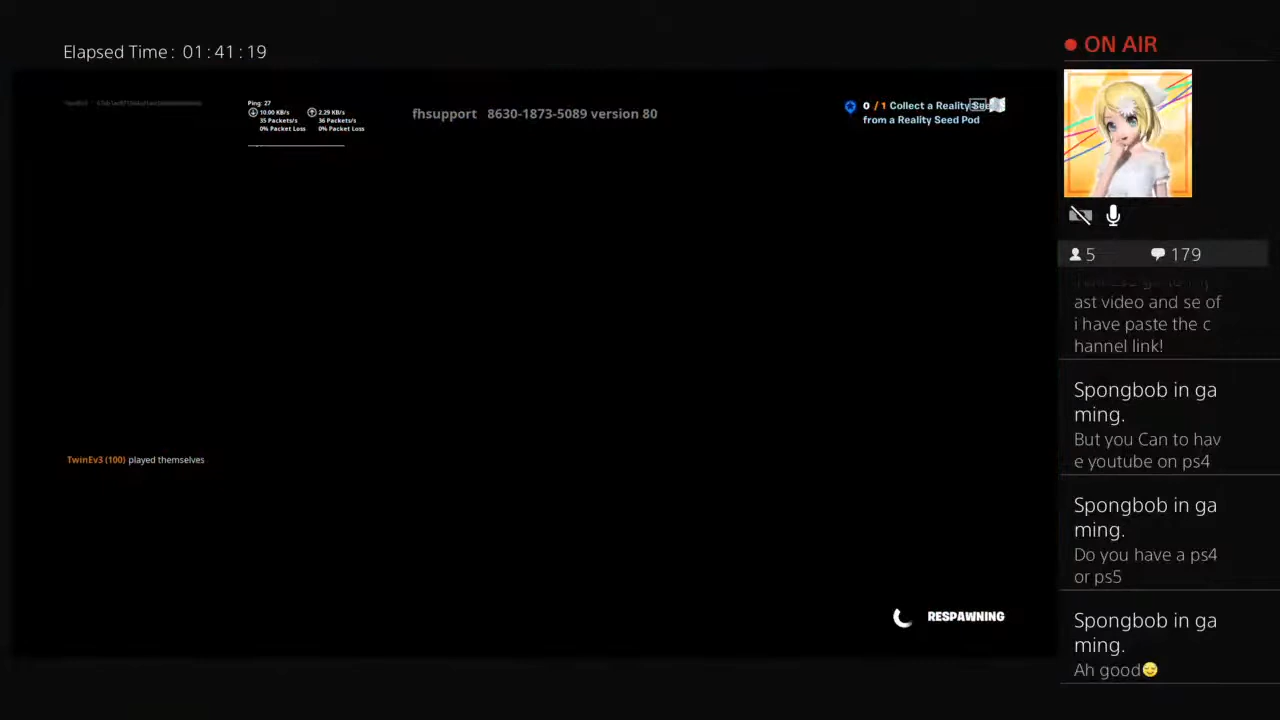 Elapsed Time: 01:41:19
ON AIR
Ping: 27
10.00 KB/s 2.29 KB/s
35 Packets/s 36 Packets/s
0% Packet Loss 0% Packet Loss
fhsupport 8630-1873-5089 version 80
0 / 1 Collect a Reality
from a Reality Seed Pod
5 179
ast video and se of
i have paste the c
hannel link!
Spongbob in ga
ming.
But you Can to hav
e youtube on ps4
TwinEv3 (100) played themselves
Spongbob in ga
ming.
Do you have a ps4
or ps5
RESPAWNING
Spongbob in ga
ming.
Ah good😌